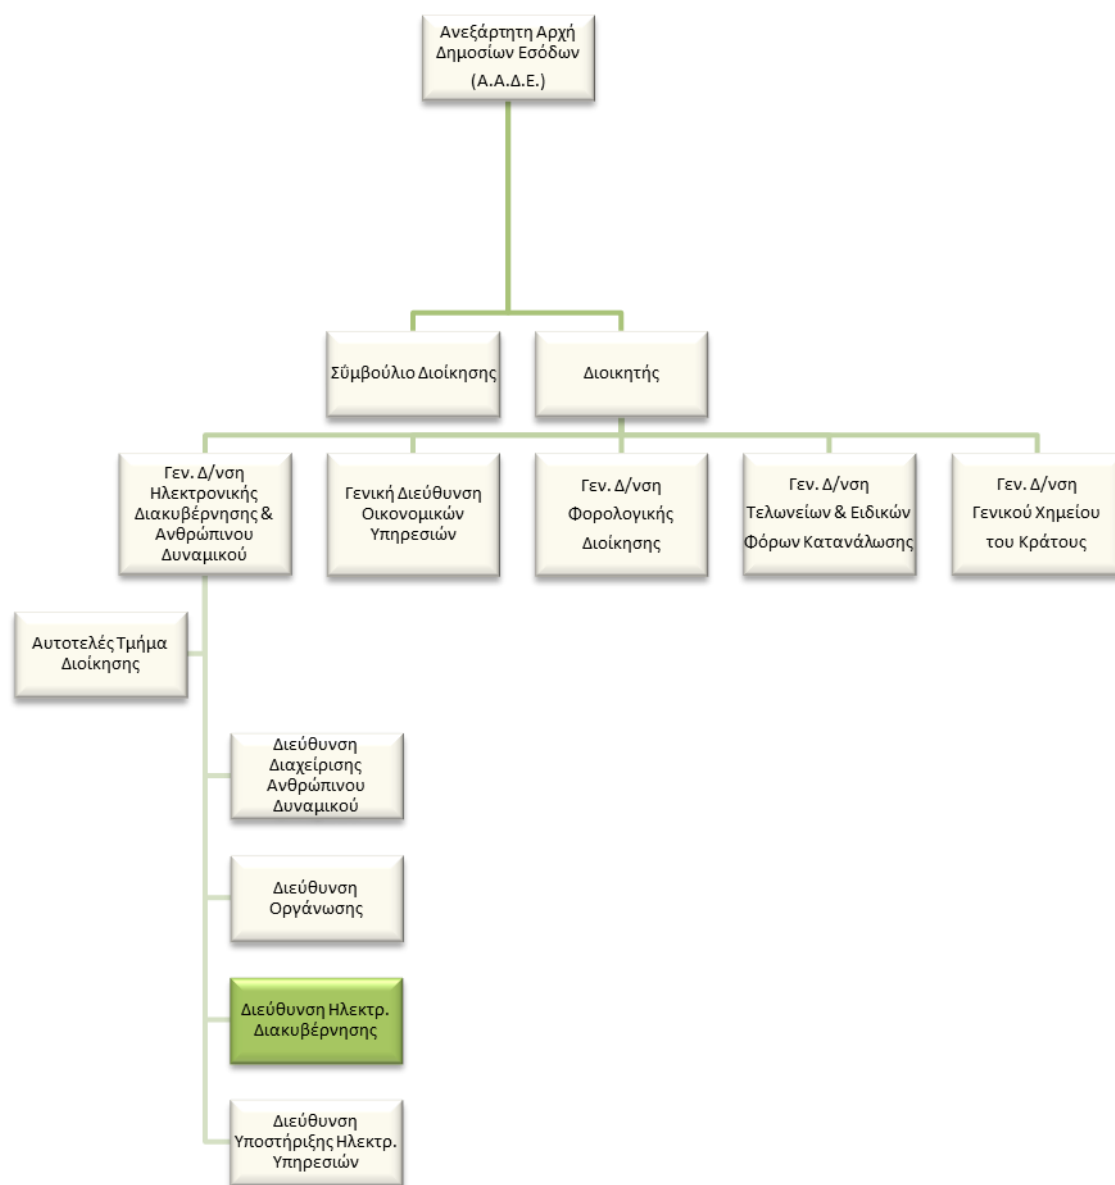 Ανεξάρτητη Αρχή
Δημοσίων Εσόδων
(Α.Α.Δ.Ε.)
Σΰμβούλιο Διοίκησης
Διοικητής
Γεν. Δ/νση
Ηλεκτρονικής
Διακυβέρνησης &
Ανθρώπινου
Δυναμικού
Γενική Διεύθυνση
Οικονομικών
Υπηρεσιών
Γεν. Δ/νση
Φορολογικής
Διοίκησης
Γεν. Δ/νση
Τελωνείων & Ειδικών
Φόρων Κατανάλωσης
Γεν. Δ/νση
Γενικού Χημείου
του Κράτους
Αυτοτελές Τμήμα
Διοίκησης
Διεύθυνση
Διαχείρισης
Ανθρώπινου
Δυναμικού
Διεύθυνση
Οργάνωσης
Διεύθυνση Ηλεκτρ.
Διακυβέρνησης
Διεύθυνση
Υποστήριξης Ηλεκτρ.
Υπηρεσιών